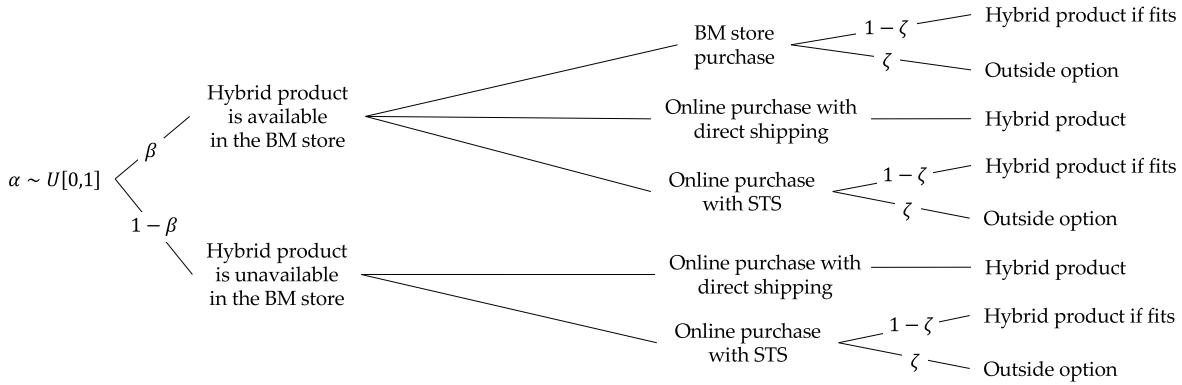 α ~ U[0,1]
β
1 − β
Hybrid product
is available
in the BM store
Hybrid product
is unavailable
in the BM store
BM store
purchase
1 − ζ
ζ
Hybrid product if fits
Outside option
Online purchase with
direct shipping
Hybrid product
Online purchase
with STS
1 − ζ
ζ
Hybrid product if fits
Outside option
Online purchase with
direct shipping
Hybrid product
Online purchase
with STS
1 − ζ
ζ
Hybrid product if fits
Outside option